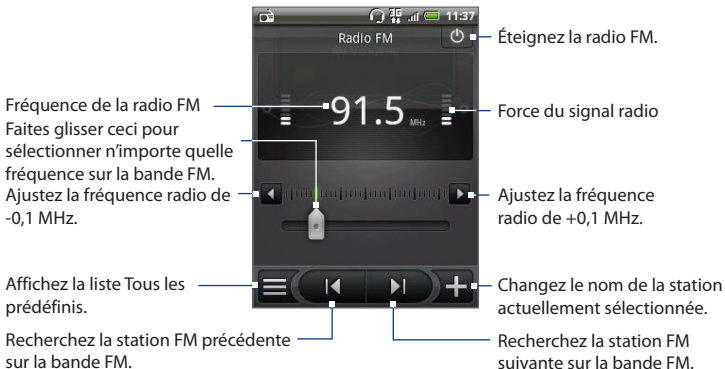 3G 11:37
Radio FM
Éteignez la radio FM.
Fréquence de la radio FM
91.5 MHz
Force du signal radio
Faites glisser ceci pour
sélectionner n'importe quelle
fréquence sur la bande FM.
Ajustez la fréquence radio de
-0,1 MHz.
Ajustez la fréquence
radio de +0,1 MHz.
Affichez la liste Tous les
prédéfinis.
Changez le nom de la station
actuellement sélectionnée.
Recherchez la station FM précédente
sur la bande FM.
Recherchez la station FM
suivante sur la bande FM.